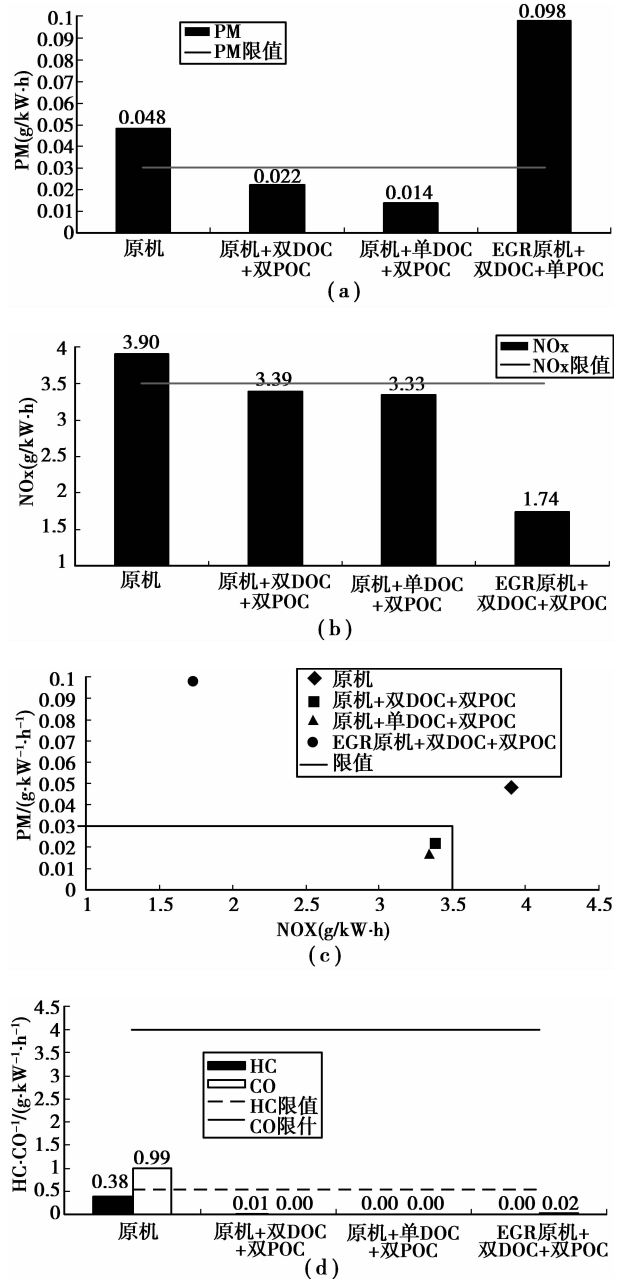 0.1
0.09
0.08
0.07
0.06
0.05
0.04
0.03
0.02
0.01
0
PM(g/kW·h)
PM
PM限值
0.048
0.022
0.014
0.098
原机
原机+双DOC
+双POC
原机+单DOC
+双POC
EGR原机+
双DOC+单POC
(a)
4
3.5
3
2.5
2
1.5
1
NOx(g/kW·h)
NOx
NOx限值
3.90
3.39
3.33
1.74
原机
原机+双DOC
+双POC
原机+单DOC
+双POC
EGR原机+
双DOC+双POC
(b)
0.1
0.09
0.08
0.07
0.06
0.05
0.04
0.03
0.02
0.01
0
PM/(g·kW⁻¹·h⁻¹)
原机
原机+双DOC+双POC
原机+单DOC+双POC
EGR原机+双DOC+双POC
限值
1 1.5 2 2.5 3 3.5 4 4.5
NOX(g/kW·h)
(c)
4.5
4
3.5
3
2.5
2
1.5
1
0.5
0
HC·CO⁻¹/(g·kW⁻¹·h⁻¹)
HC
CO
HC限值
CO限什
0.38 0.99
0.01 0.00
0.00 0.00
0.00 0.02
原机
原机+双DOC
+双POC
原机+单DOC
+双POC
EGR原机+
双DOC+双POC
(d)